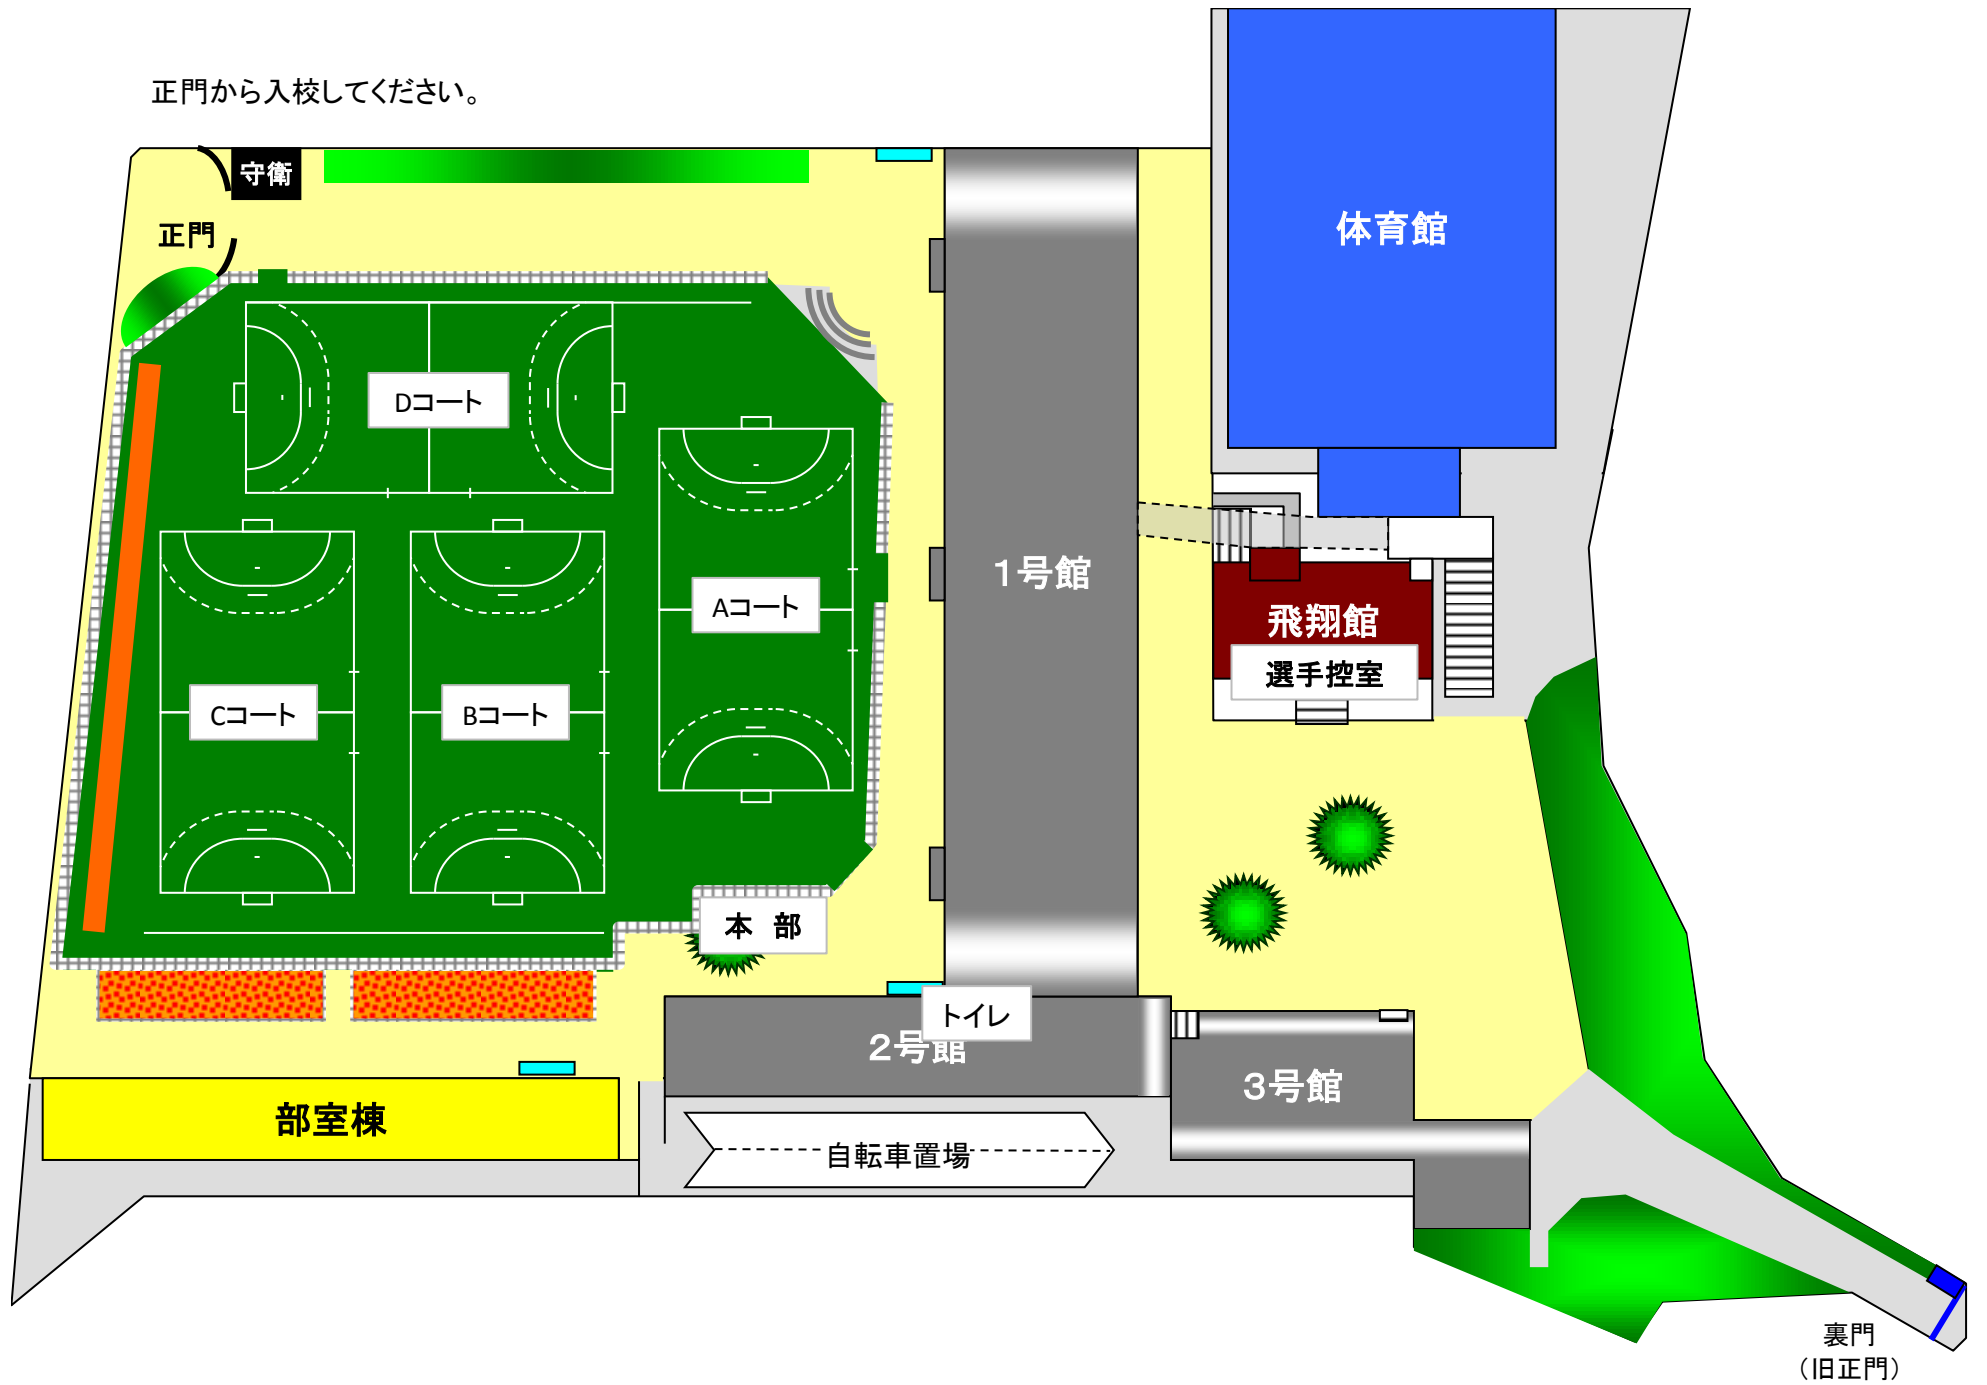 正門から入校してください。
守衛
正門
体育館
Dコート
Aコート
1号館
飛翔館
選手控室
Cコート
Bコート
本　部
トイレ
2号館
3号館
部室棟
自転車置場
裏門
（旧正門）